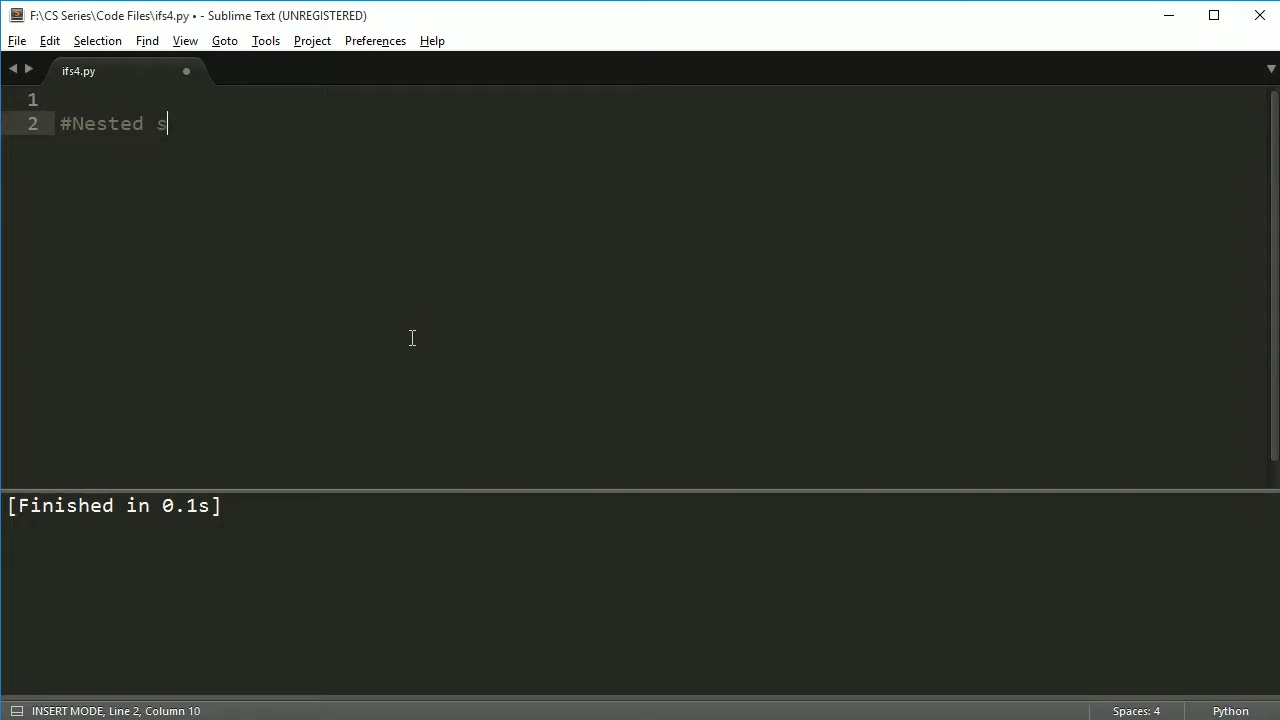 F:\CS Series\Code Files\ifs4.py • - Sublime Text (UNREGISTERED)
File Edit Selection Find View Goto Tools Project Preferences Help
ifs4.py
1
2 #Nested s
[Finished in 0.1s]
INSERT MODE, Line 2, Column 10 Spaces: 4 Python